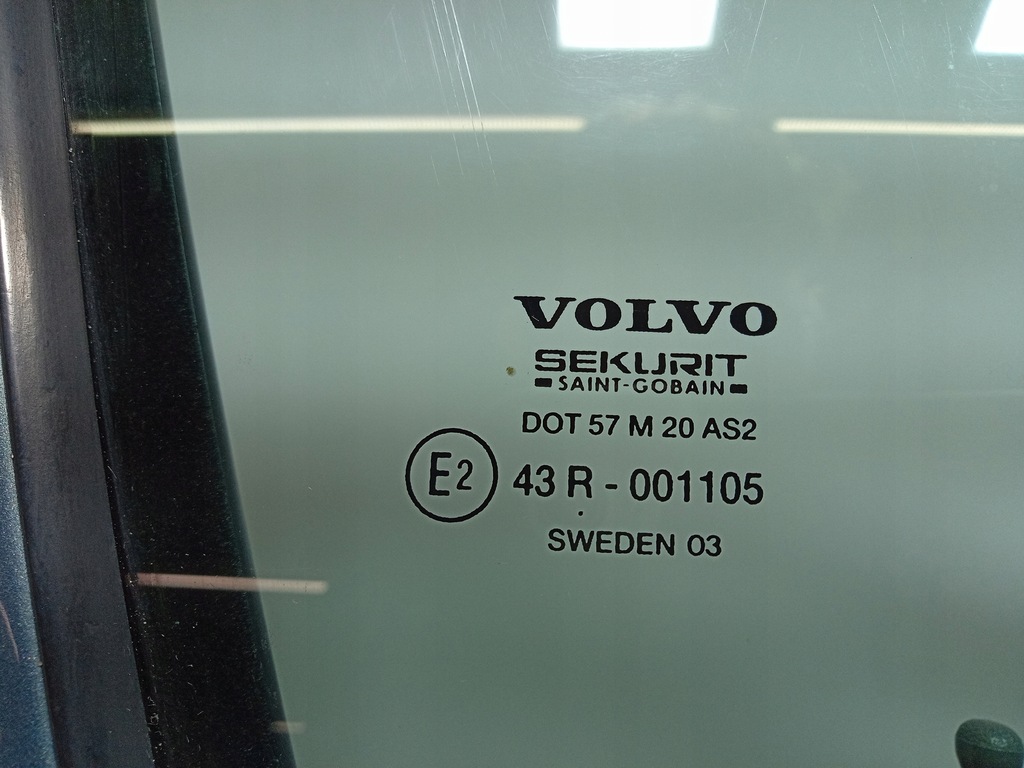 VOLVO
SEKURIT
SAINT-GOBAIN
DOT 57 M 20 AS2
E2 43 R - 001105
SWEDEN 03